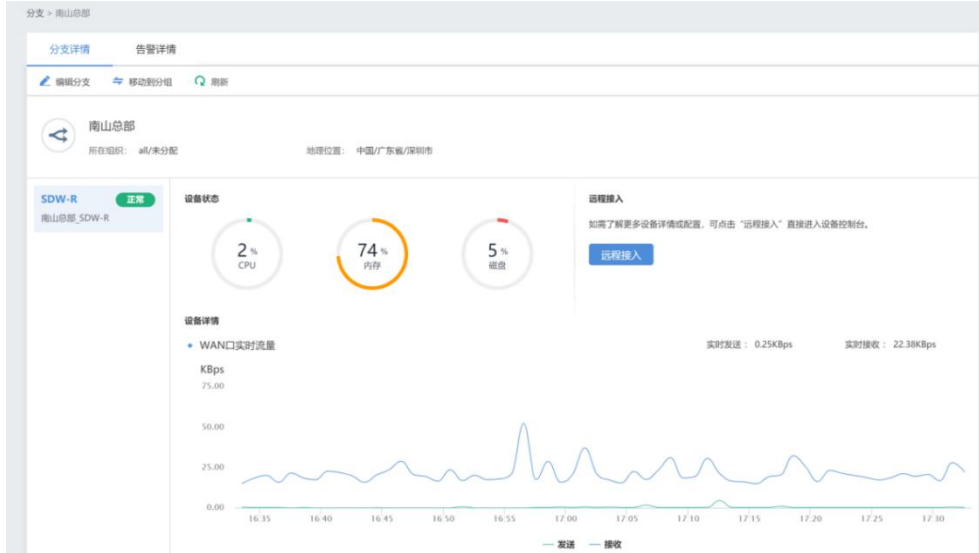 分支 > 南山总部
分支详情 告警详情
编辑分支 移动到分组 刷新
南山总部
所在组织： all/未分配 地理位置： 中国/广东省/深圳市
SDW-R 正常
南山总部_SDW-R
设备状态
2 %
CPU
74 %
内存
5 %
磁盘
远程接入
如需了解更多设备详情或配置，可点击“远程接入”直接进入设备控制台。
远程接入
设备详情
WAN口实时流量 实时发送： 0.25KBps 实时接收： 22.38KBps
KBps
75.00
50.00
25.00
0.00
16:35 16:40 16:45 16:50 16:55 17:00 17:05 17:10 17:15 17:20 17:25 17:30
发送 接收